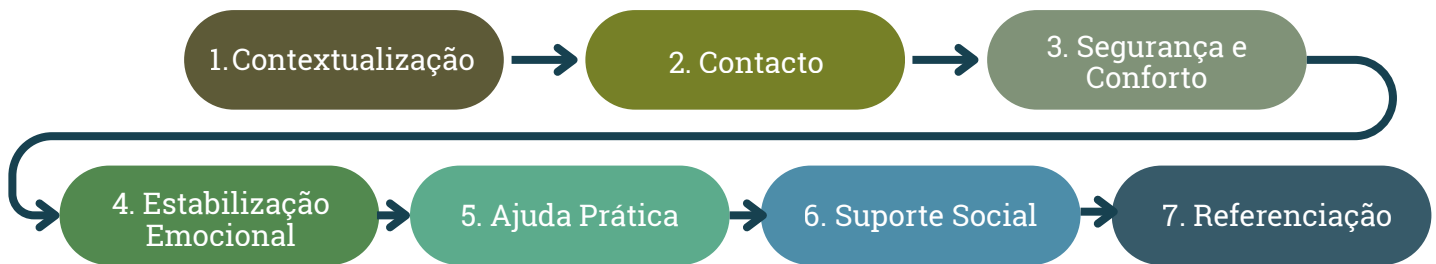 1. Contextualização
2. Contacto
3. Segurança e
Conforto
4. Estabilização
Emocional
5. Ajuda Prática
6. Suporte Social
7. Referenciação